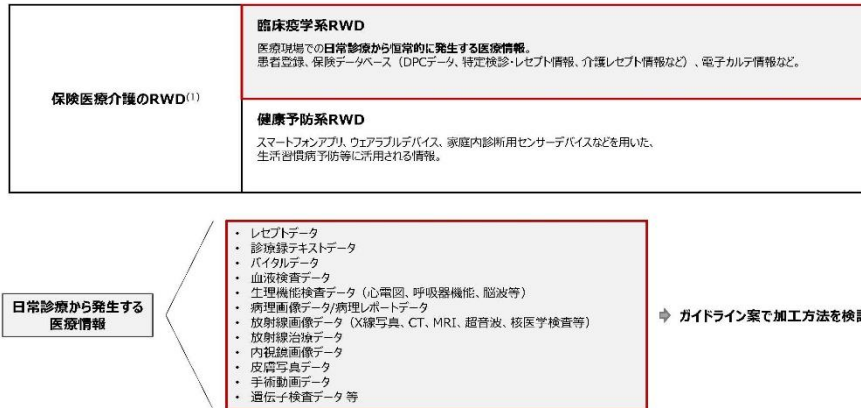 臨床疫学系RWD
医療現場での日常診療から恒常的に発生する医療情報。
患者登録、保険データベース（DPCデータ、特定検診・レセプト情報、介護レセプト情報など）、電子カルテ情報など。
保険医療介護のRWD(1)
健康予防系RWD
スマートフォンアプリ、ウェアラブルデバイス、家庭内診断用センサーデバイスなどを用いた、
生活習慣病予防等に活用される情報。
・ レセプトデータ
・ 診療録テキストデータ
・ バイタルデータ
・ 血液検査データ
・ 生理機能検査データ（心電図、呼吸器機能、脳波等）
・ 病理画像データ/病理レポートデータ
・ 放射線画像データ（X線写真、CT、MRI、超音波、核医学検査等）
・ 放射線治療データ
・ 内視鏡画像データ
・ 皮膚写真データ
・ 手術動画データ
・ 遺伝子検査データ 等
日常診療から発生する
医療情報
ガイドライン案で加工方法を検